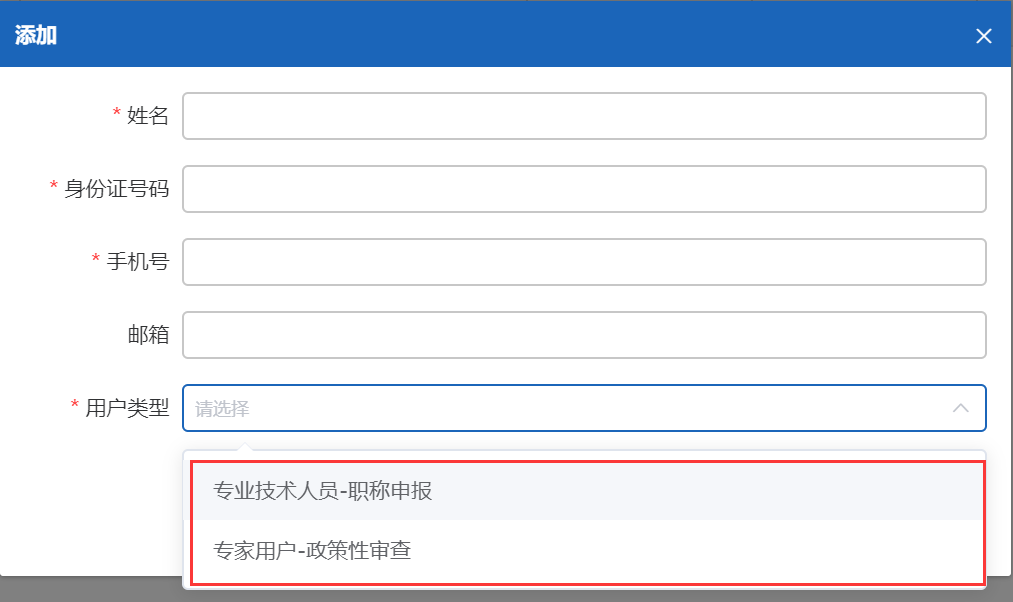 添加
* 姓名
* 身份证号码
* 手机号
邮箱
* 用户类型 请选择
专业技术人员-职称申报
专家用户-政策性审查